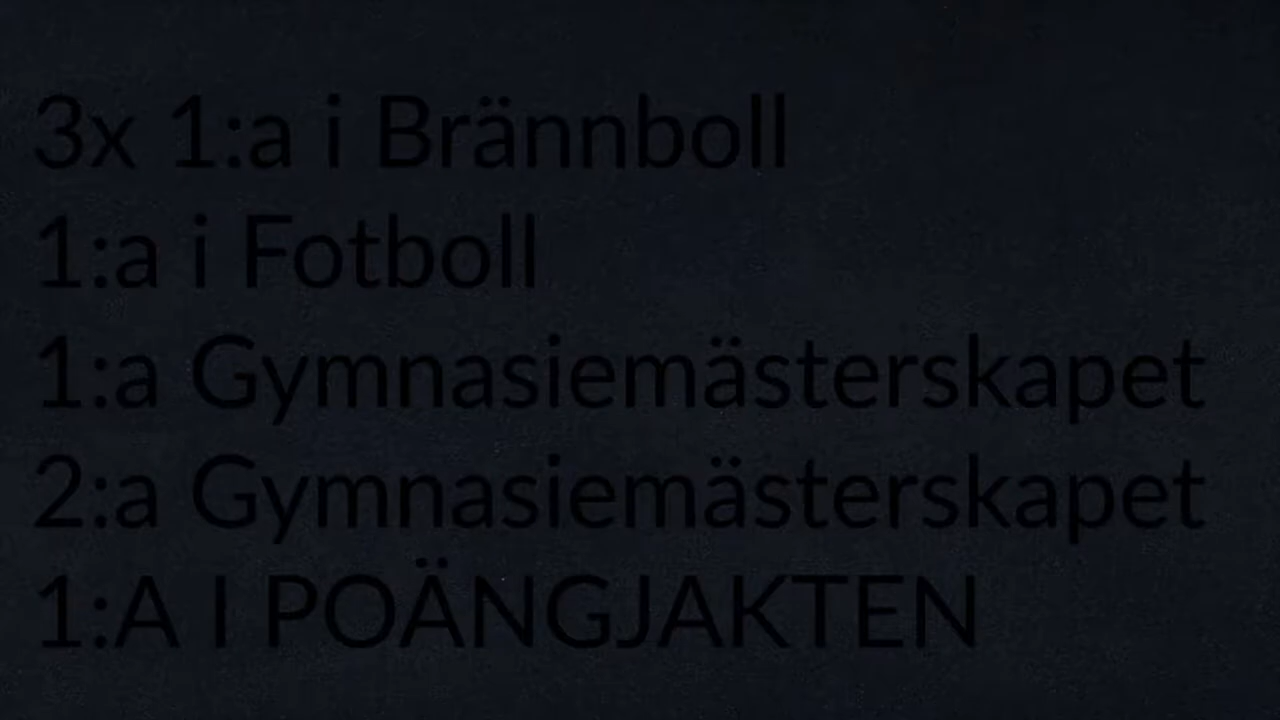 3x 1:a i Brännboll
1:a i Fotboll
1:a Gymnasiemästerskapet
2:a Gymnasiemästerskapet
1:A I POÄNGJAKTEN